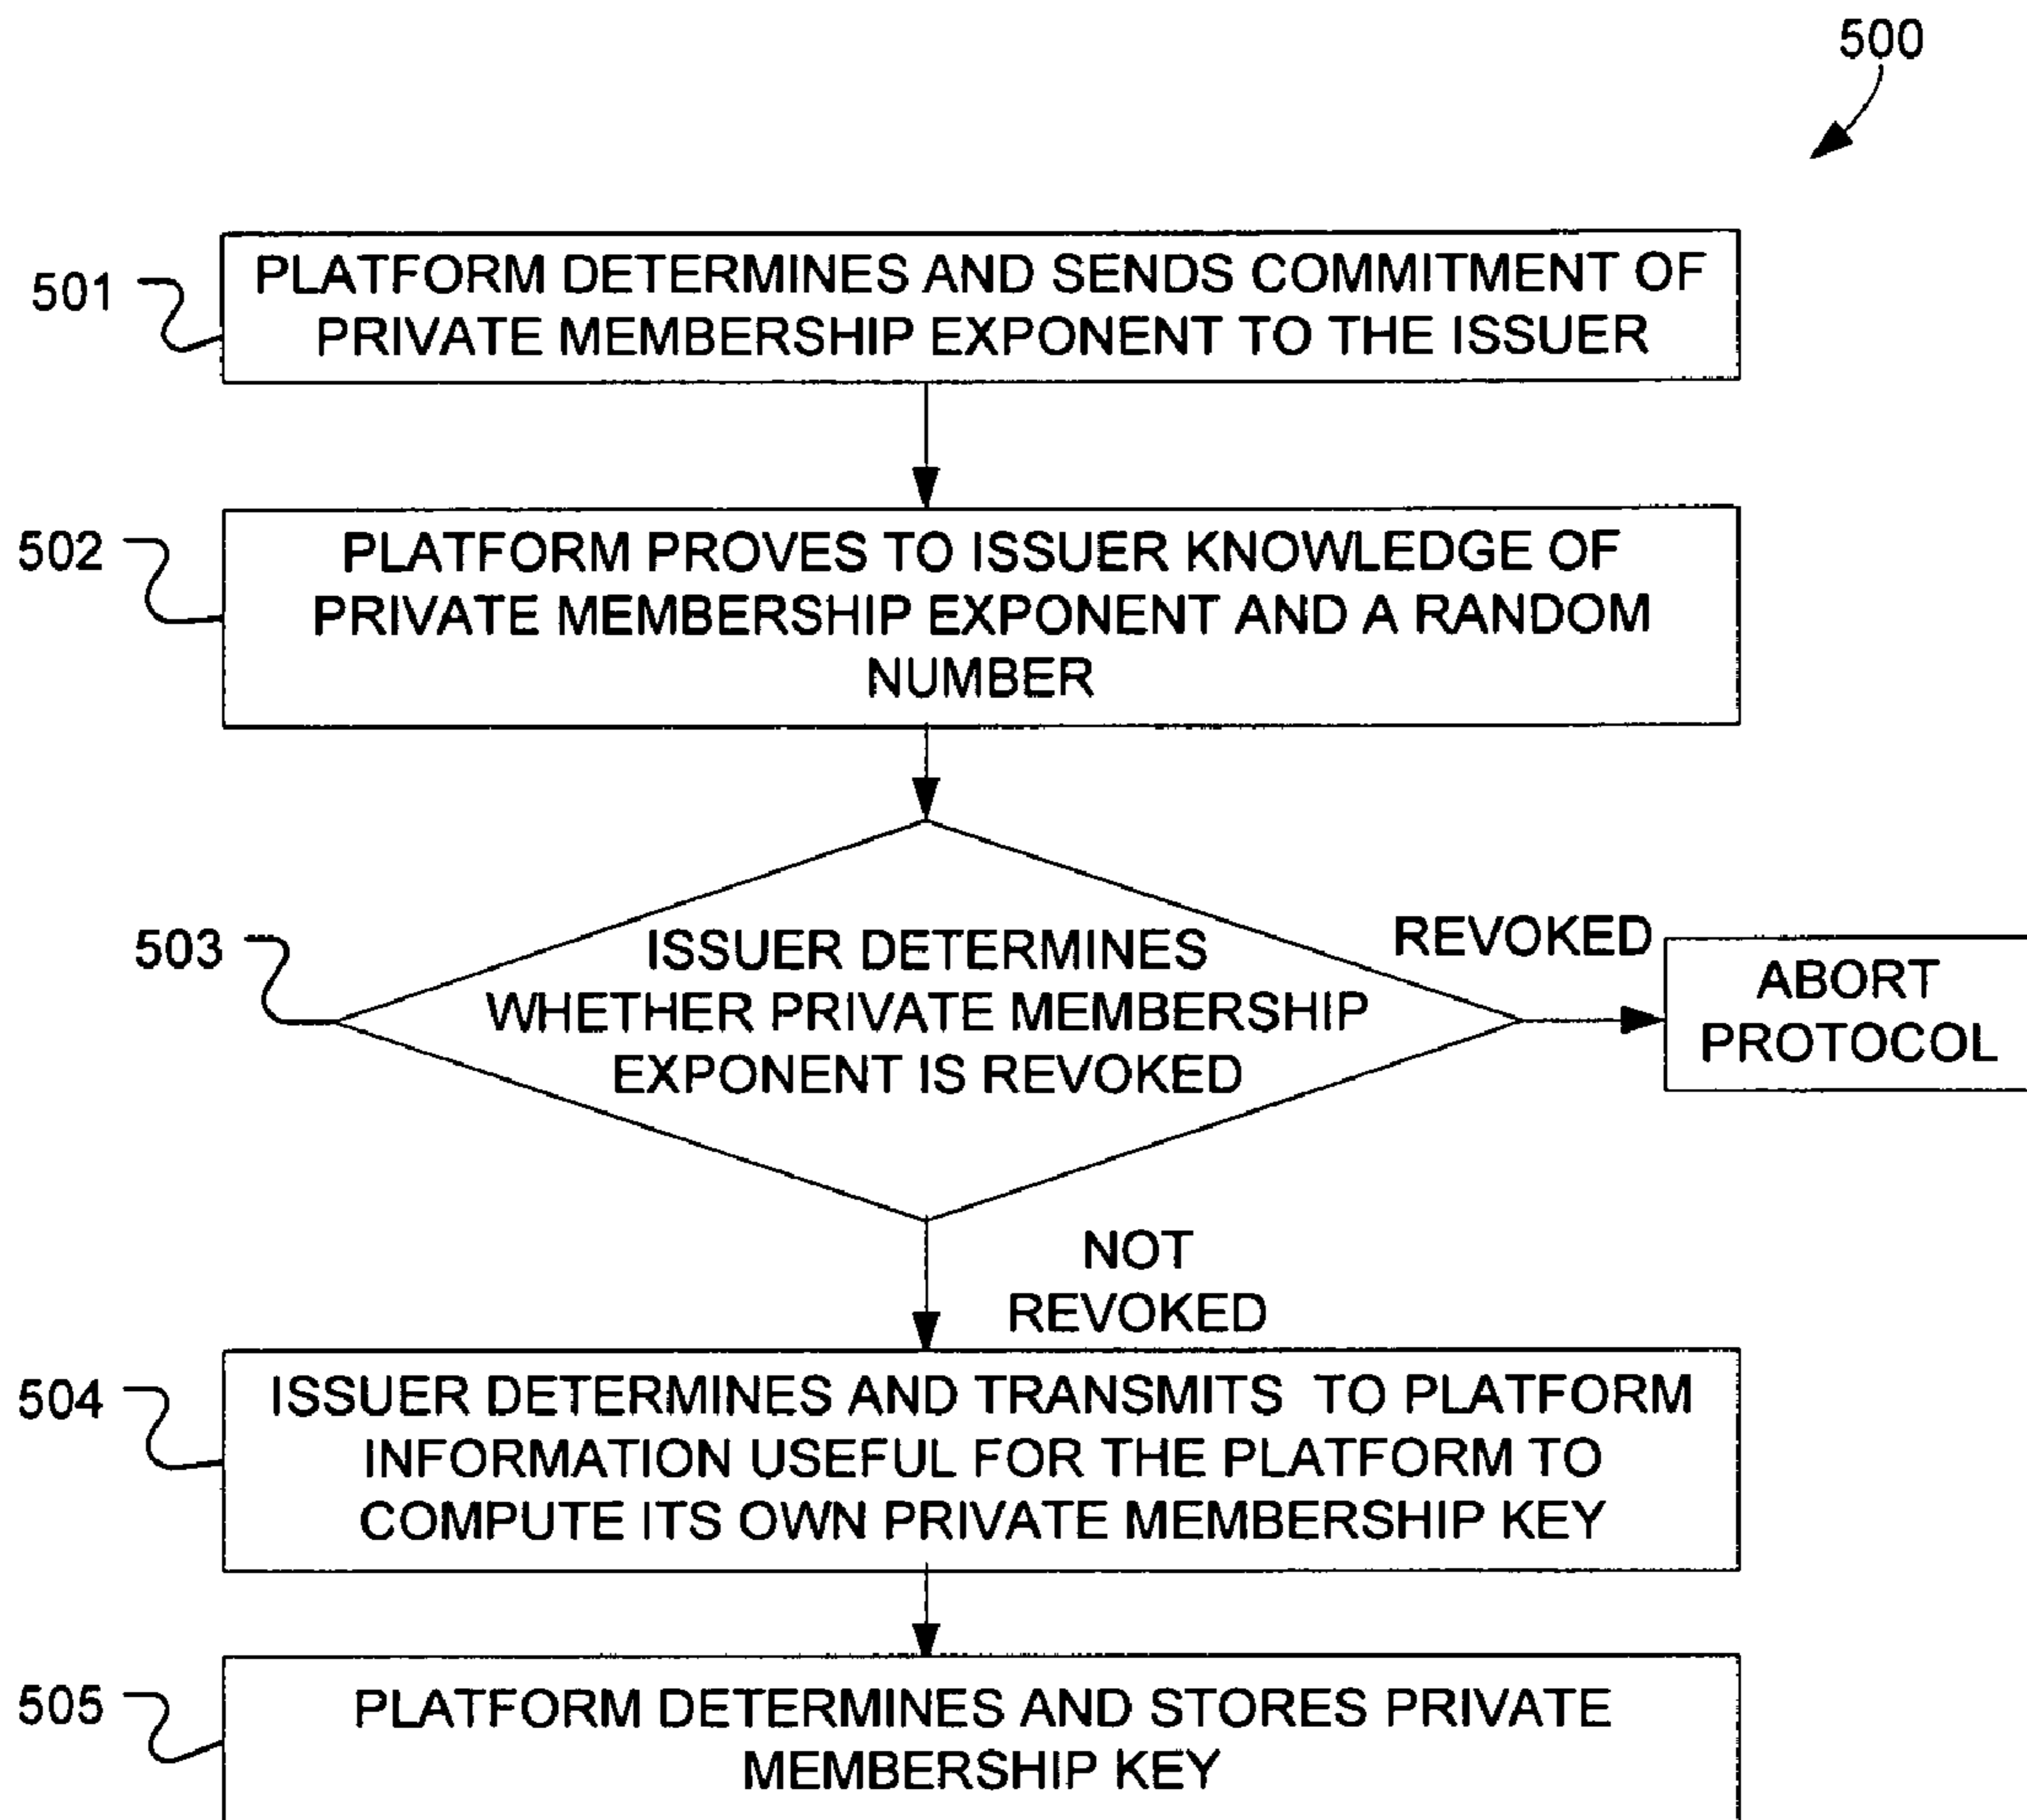 500
501
PLATFORM DETERMINES AND SENDS COMMITMENT OF
PRIVATE MEMBERSHIP EXPONENT TO THE ISSUER
502
PLATFORM PROVES TO ISSUER KNOWLEDGE OF
PRIVATE MEMBERSHIP EXPONENT AND A RANDOM
NUMBER
503
ISSUER DETERMINES
WHETHER PRIVATE MEMBERSHIP
EXPONENT IS REVOKED
REVOKED
ABORT
PROTOCOL
NOT
REVOKED
504
ISSUER DETERMINES AND TRANSMITS TO PLATFORM
INFORMATION USEFUL FOR THE PLATFORM TO
COMPUTE ITS OWN PRIVATE MEMBERSHIP KEY
505
PLATFORM DETERMINES AND STORES PRIVATE
MEMBERSHIP KEY